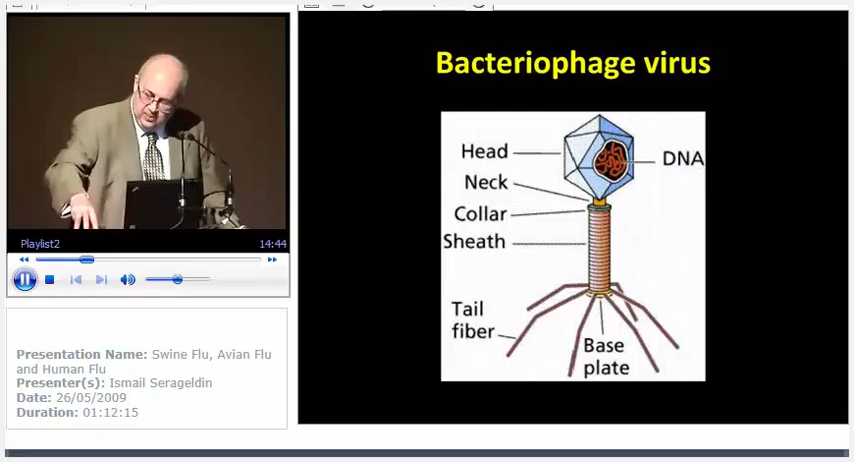 Bacteriophage virus
Head
DNA
Neck
Collar
Sheath
Tail
fiber
Base
plate
Playlist2
14:44
Presentation Name: Swine Flu, Avian Flu
and Human Flu
Presenter(s): Ismail Serageldin
Date: 26/05/2009
Duration: 01:12:15